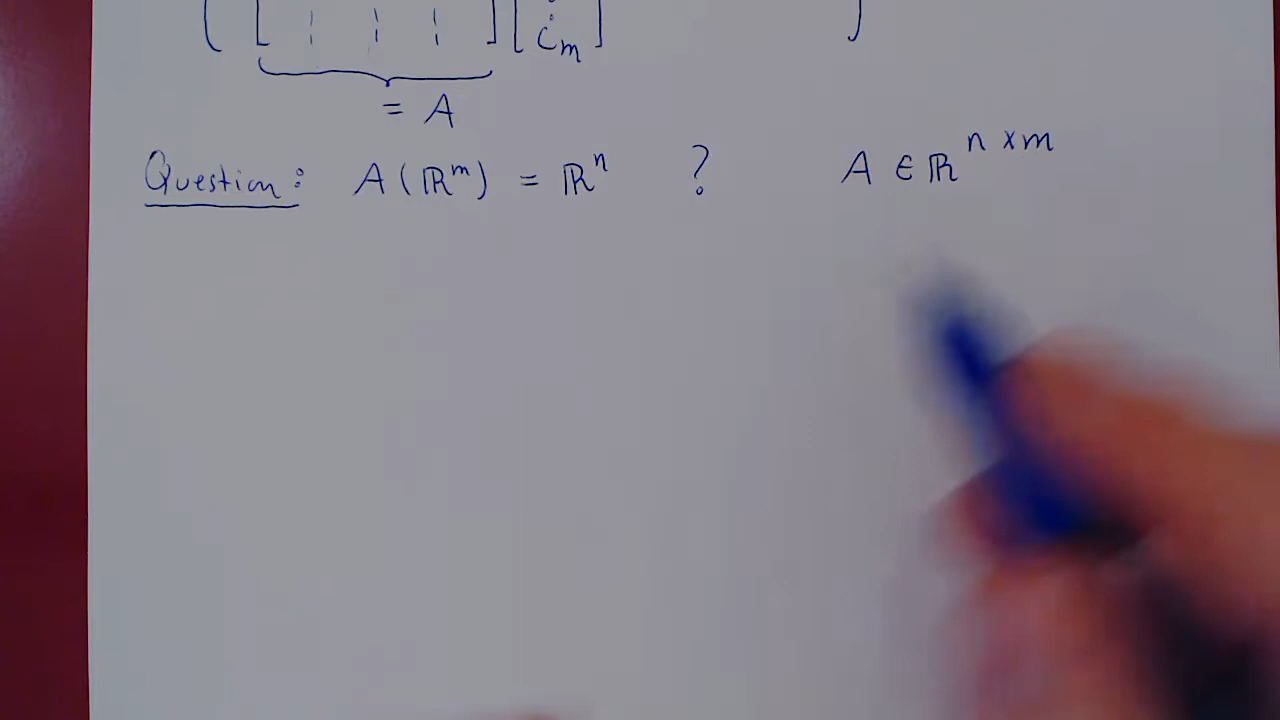 ( [ ¦ ¦ ¦ ] [ ⋮ c_m ] }
= A
Question: A(ℝ^m) = ℝ^n ? A ∈ ℝ^{n×m}